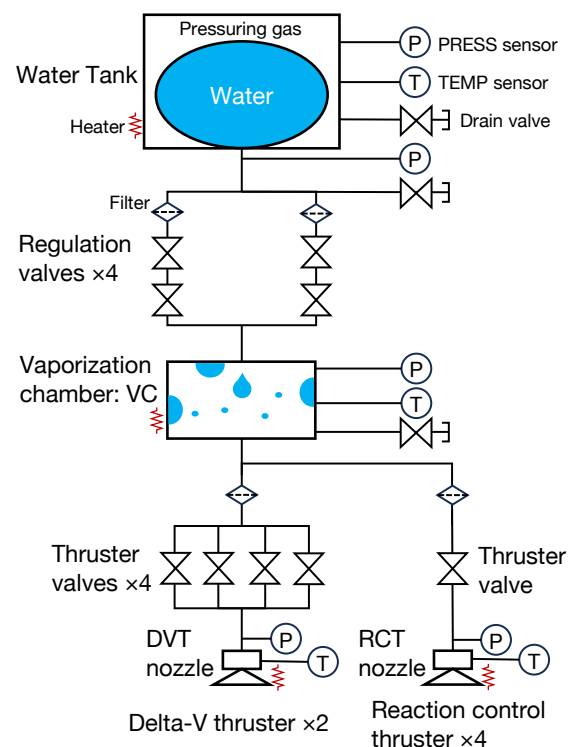 Pressuring gas
P PRESS sensor
Water Tank
T TEMP sensor
Water
Heater
Drain valve
P
Filter
Regulation
valves ×4
Vaporization
chamber: VC
P
T
Thruster
valves ×4
Thruster
valve
DVT
nozzle
P
T
RCT
nozzle
P
T
Delta-V thruster ×2
Reaction control
thruster ×4